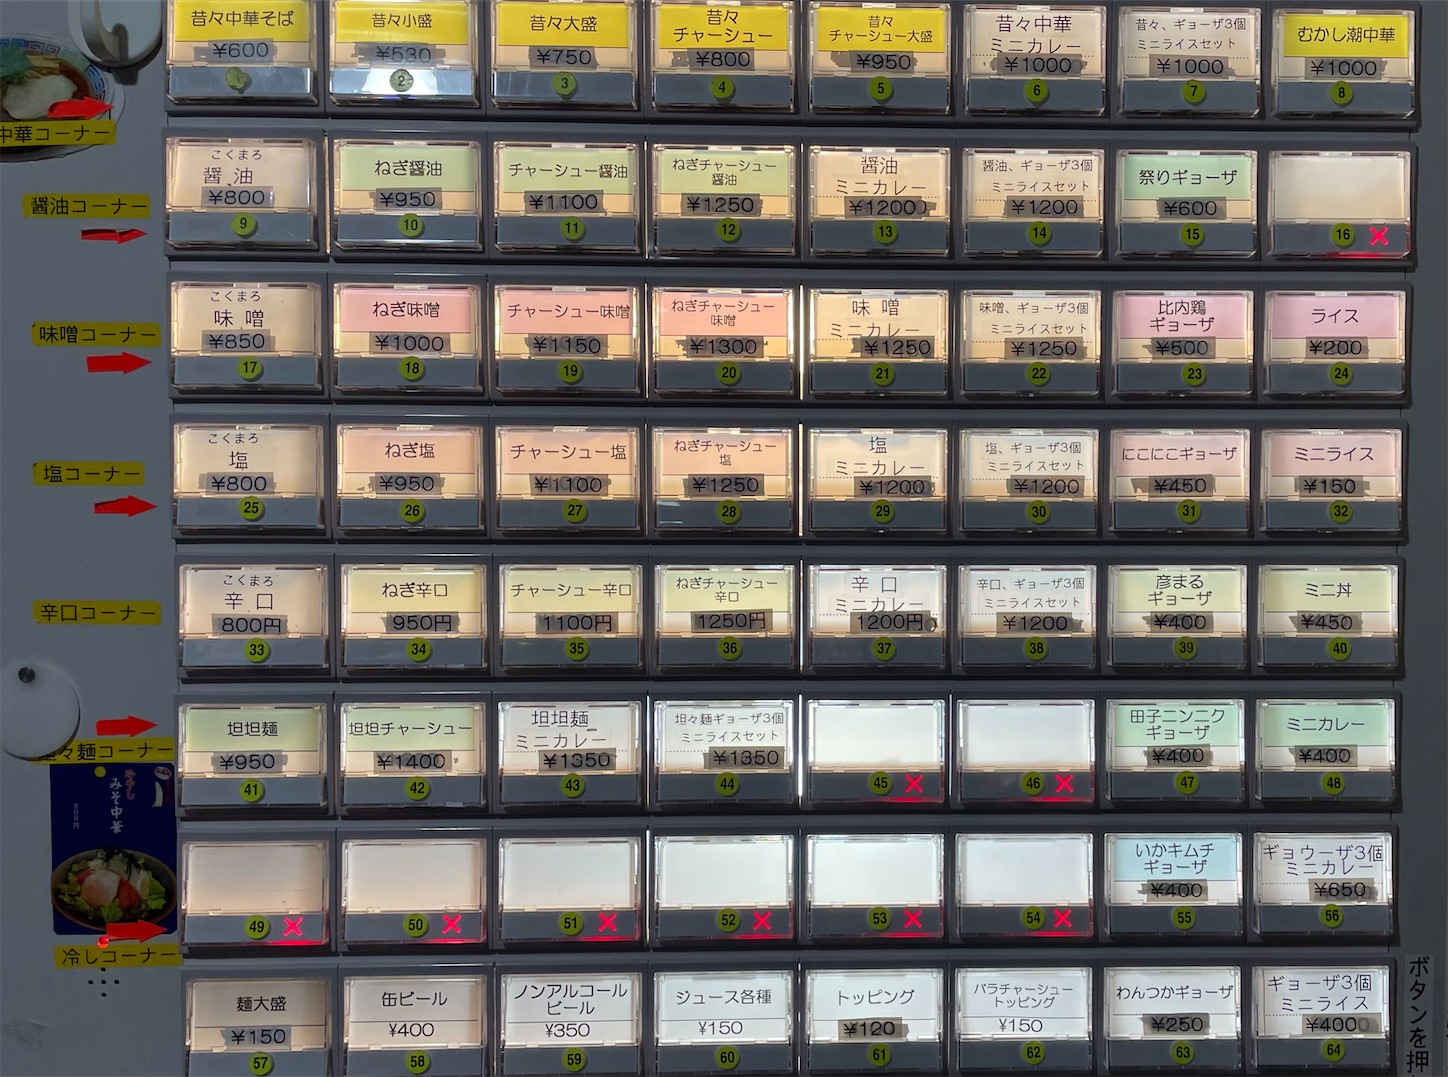 昔々中華そば
¥600
昔々小盛
¥530
2
昔々大盛
¥750
3
昔々
チャーシュー
¥800
4
昔々
チャーシュー大盛
¥950
5
昔々中華
ミニカレー
¥1000
6
昔々、ギョーザ3個
ミニライスセット
¥1000
7
むかし潮中華
¥1000
8
中華コーナー
醤油コーナー
こくまろ
醤油
¥800
9
ねぎ醤油
¥950
10
チャーシュー醤油
¥1100
11
ねぎチャーシュー
醤油
¥1250
12
醤油
ミニカレー
¥1200
13
醤油、ギョーザ3個
ミニライスセット
¥1200
14
祭りギョーザ
¥600
15
16
味噌コーナー
こくまろ
味噌
¥850
17
ねぎ味噌
¥1000
18
チャーシュー味噌
¥1150
19
ねぎチャーシュー
味噌
¥1300
20
味噌
ミニカレー
¥1250
21
味噌、ギョーザ3個
ミニライスセット
¥1250
22
比内鶏
ギョーザ
¥500
23
ライス
¥200
24
塩コーナー
こくまろ
塩
¥800
25
ねぎ塩
¥950
26
チャーシュー塩
¥1100
27
ねぎチャーシュー
塩
¥1250
28
塩
ミニカレー
¥1200
29
塩、ギョーザ3個
ミニライスセット
¥1200
30
にこにこギョーザ
¥450
31
ミニライス
¥150
32
辛口コーナー
こくまろ
辛口
800円
33
ねぎ辛口
950円
34
チャーシュー辛口
1100円
35
ねぎチャーシュー
辛口
1250円
36
辛口
ミニカレー
1200円
37
辛口、ギョーザ3個
ミニライスセット
¥1200
38
彦まる
ギョーザ
¥400
39
ミニ丼
¥450
40
々麺コーナー
坦坦麺
¥950
41
坦坦チャーシュー
¥1400
42
坦坦麺
ミニカレー
¥1350
43
坦々麺ギョーザ3個
ミニライスセット
¥1350
44
45
46
田子ニンニク
ギョーザ
¥400
47
ミニカレー
¥400
48
冷やし
みそ中華
800円
冷しコーナー
49
50
51
52
53
54
いかキムチ
ギョーザ
¥400
55
ギョウーザ3個
ミニカレー
¥650
56
麺大盛
¥150
57
缶ビール
¥400
58
ノンアルコール
ビール
¥350
59
ジュース各種
¥150
60
トッピング
¥120
61
バラチャーシュー
トッピング
¥150
62
わんつかギョーザ
¥250
63
ギョーザ3個
ミニライス
¥400
64
ボタンを押